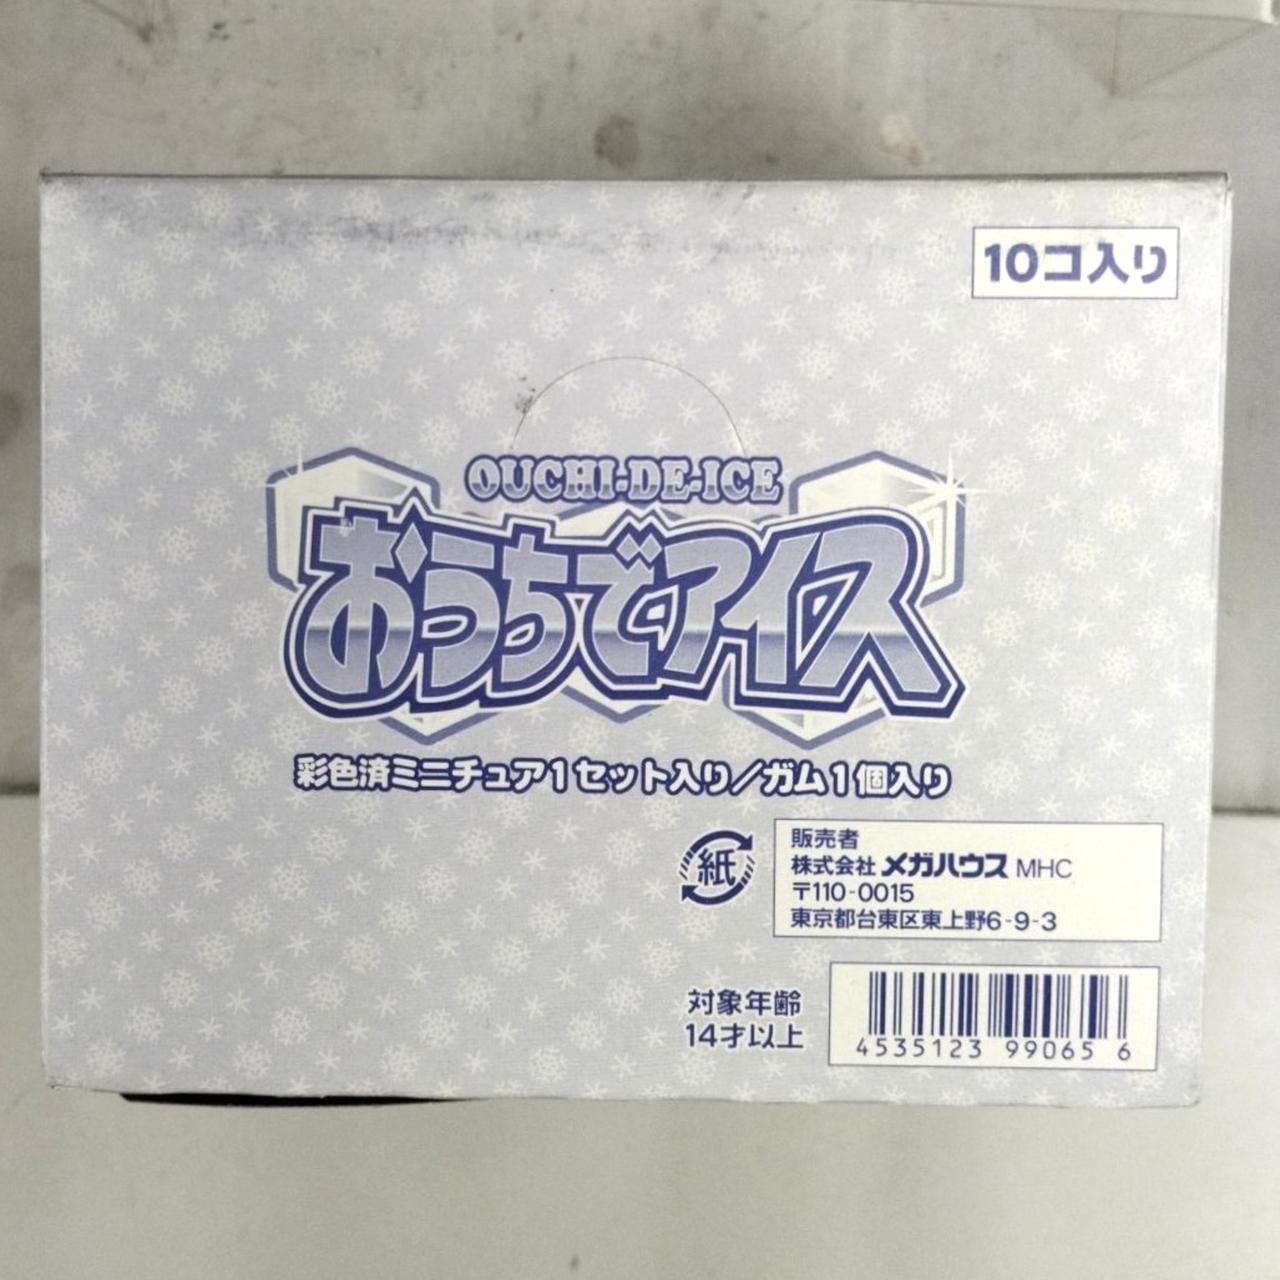 10コ入り
OUCHI-DE-ICE
おうちでアイス
彩色済ミニチュア1セット入り/ガム1個入り
紙
販売者
株式会社 メガハウス MHC
〒110-0015
東京都台東区東上野6-9-3
対象年齢
14才以上
4535123 99065 6